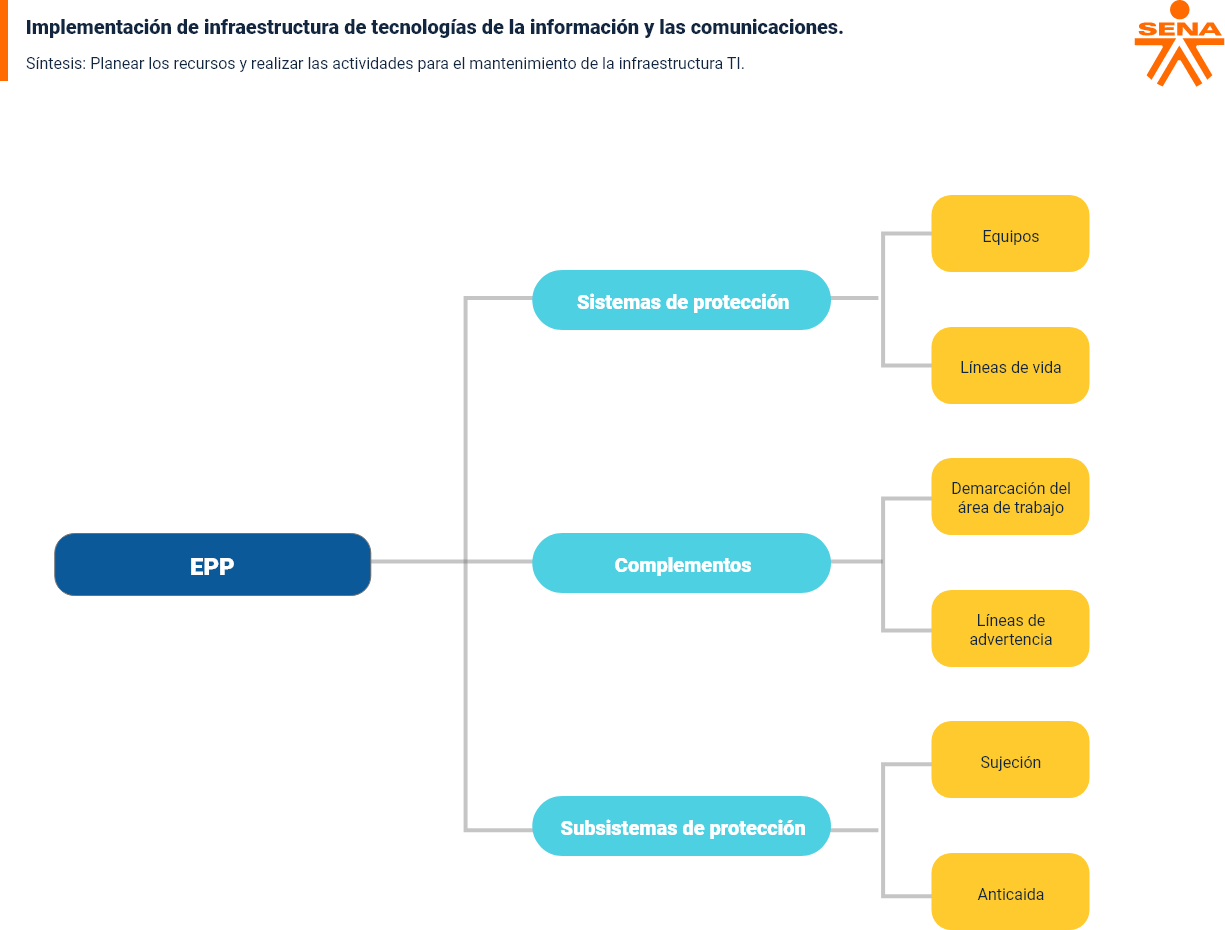 Implementación de infraestructura de tecnologías de la información y las comunicaciones.
Síntesis: Planear los recursos y realizar las actividades para el mantenimiento de la infraestructura TI.
SENA
EPP
Sistemas de protección
Equipos
Líneas de vida
Complementos
Demarcación del
área de trabajo
Líneas de
advertencia
Subsistemas de protección
Sujeción
Anticaida